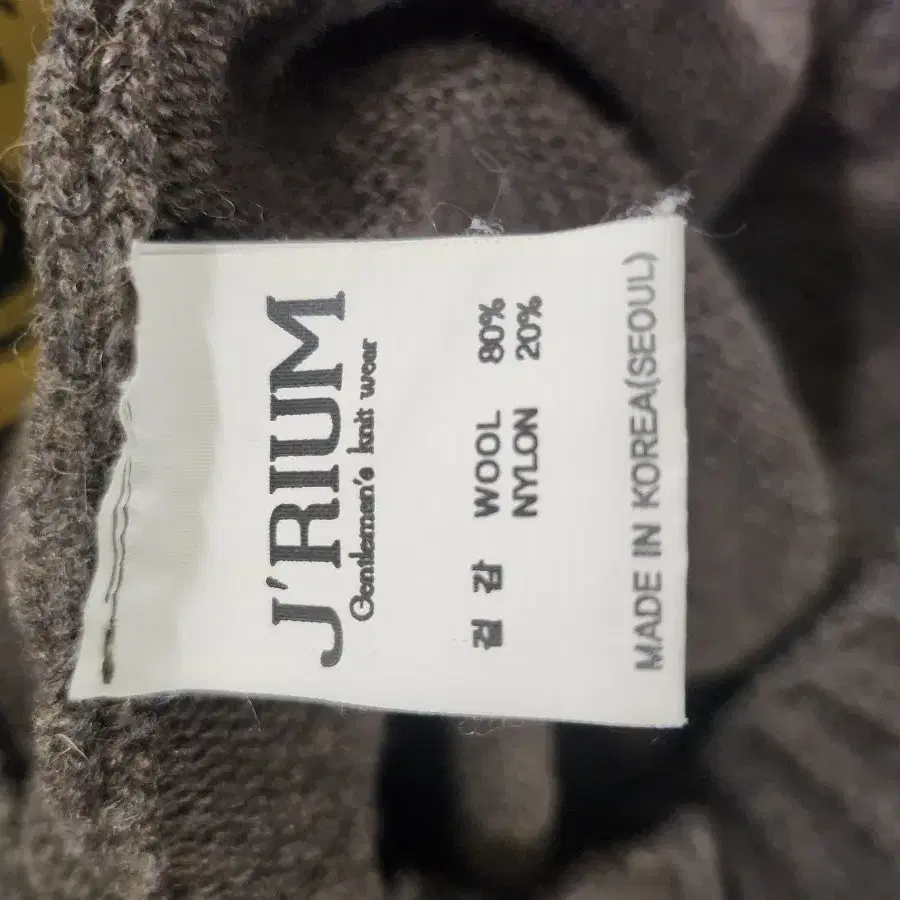 J'RIUM
Gentlemen's knit wear
겉 감 WOOL 80%
NYLON 20%
MADE IN KOREA(SEOUL)